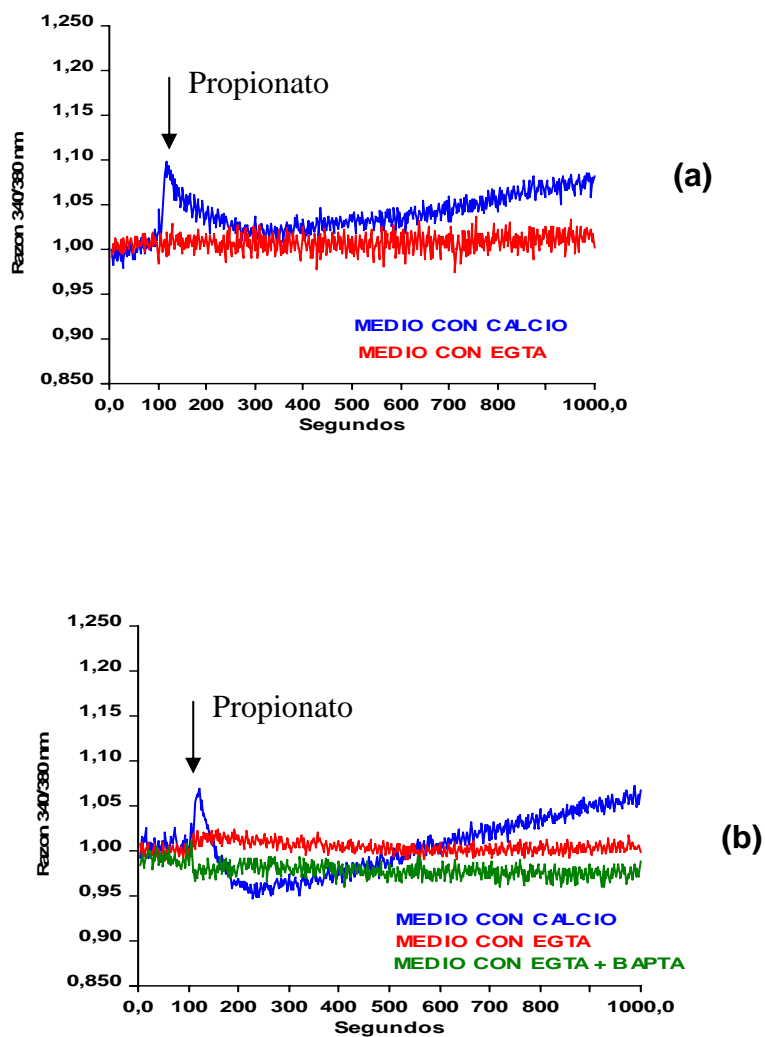 1,250
1,20
1,15
1,10
1,05
1,00
0,95
0,90
0,850
Razon 340/380nm
Propionato
(a)
MEDIO CON CALCIO
MEDIO CON EGTA
0,0 100 200 300 400 500 600 700 800 1000,0
Segundos
1,250
1,20
1,15
1,10
1,05
1,00
0,95
0,90
0,850
Razon 340/380nm
Propionato
(b)
MEDIO CON CALCIO
MEDIO CON EGTA
MEDIO CON EGTA + BAPTA
0,0 100 200 300 400 500 600 700 800 1000,0
Segundos